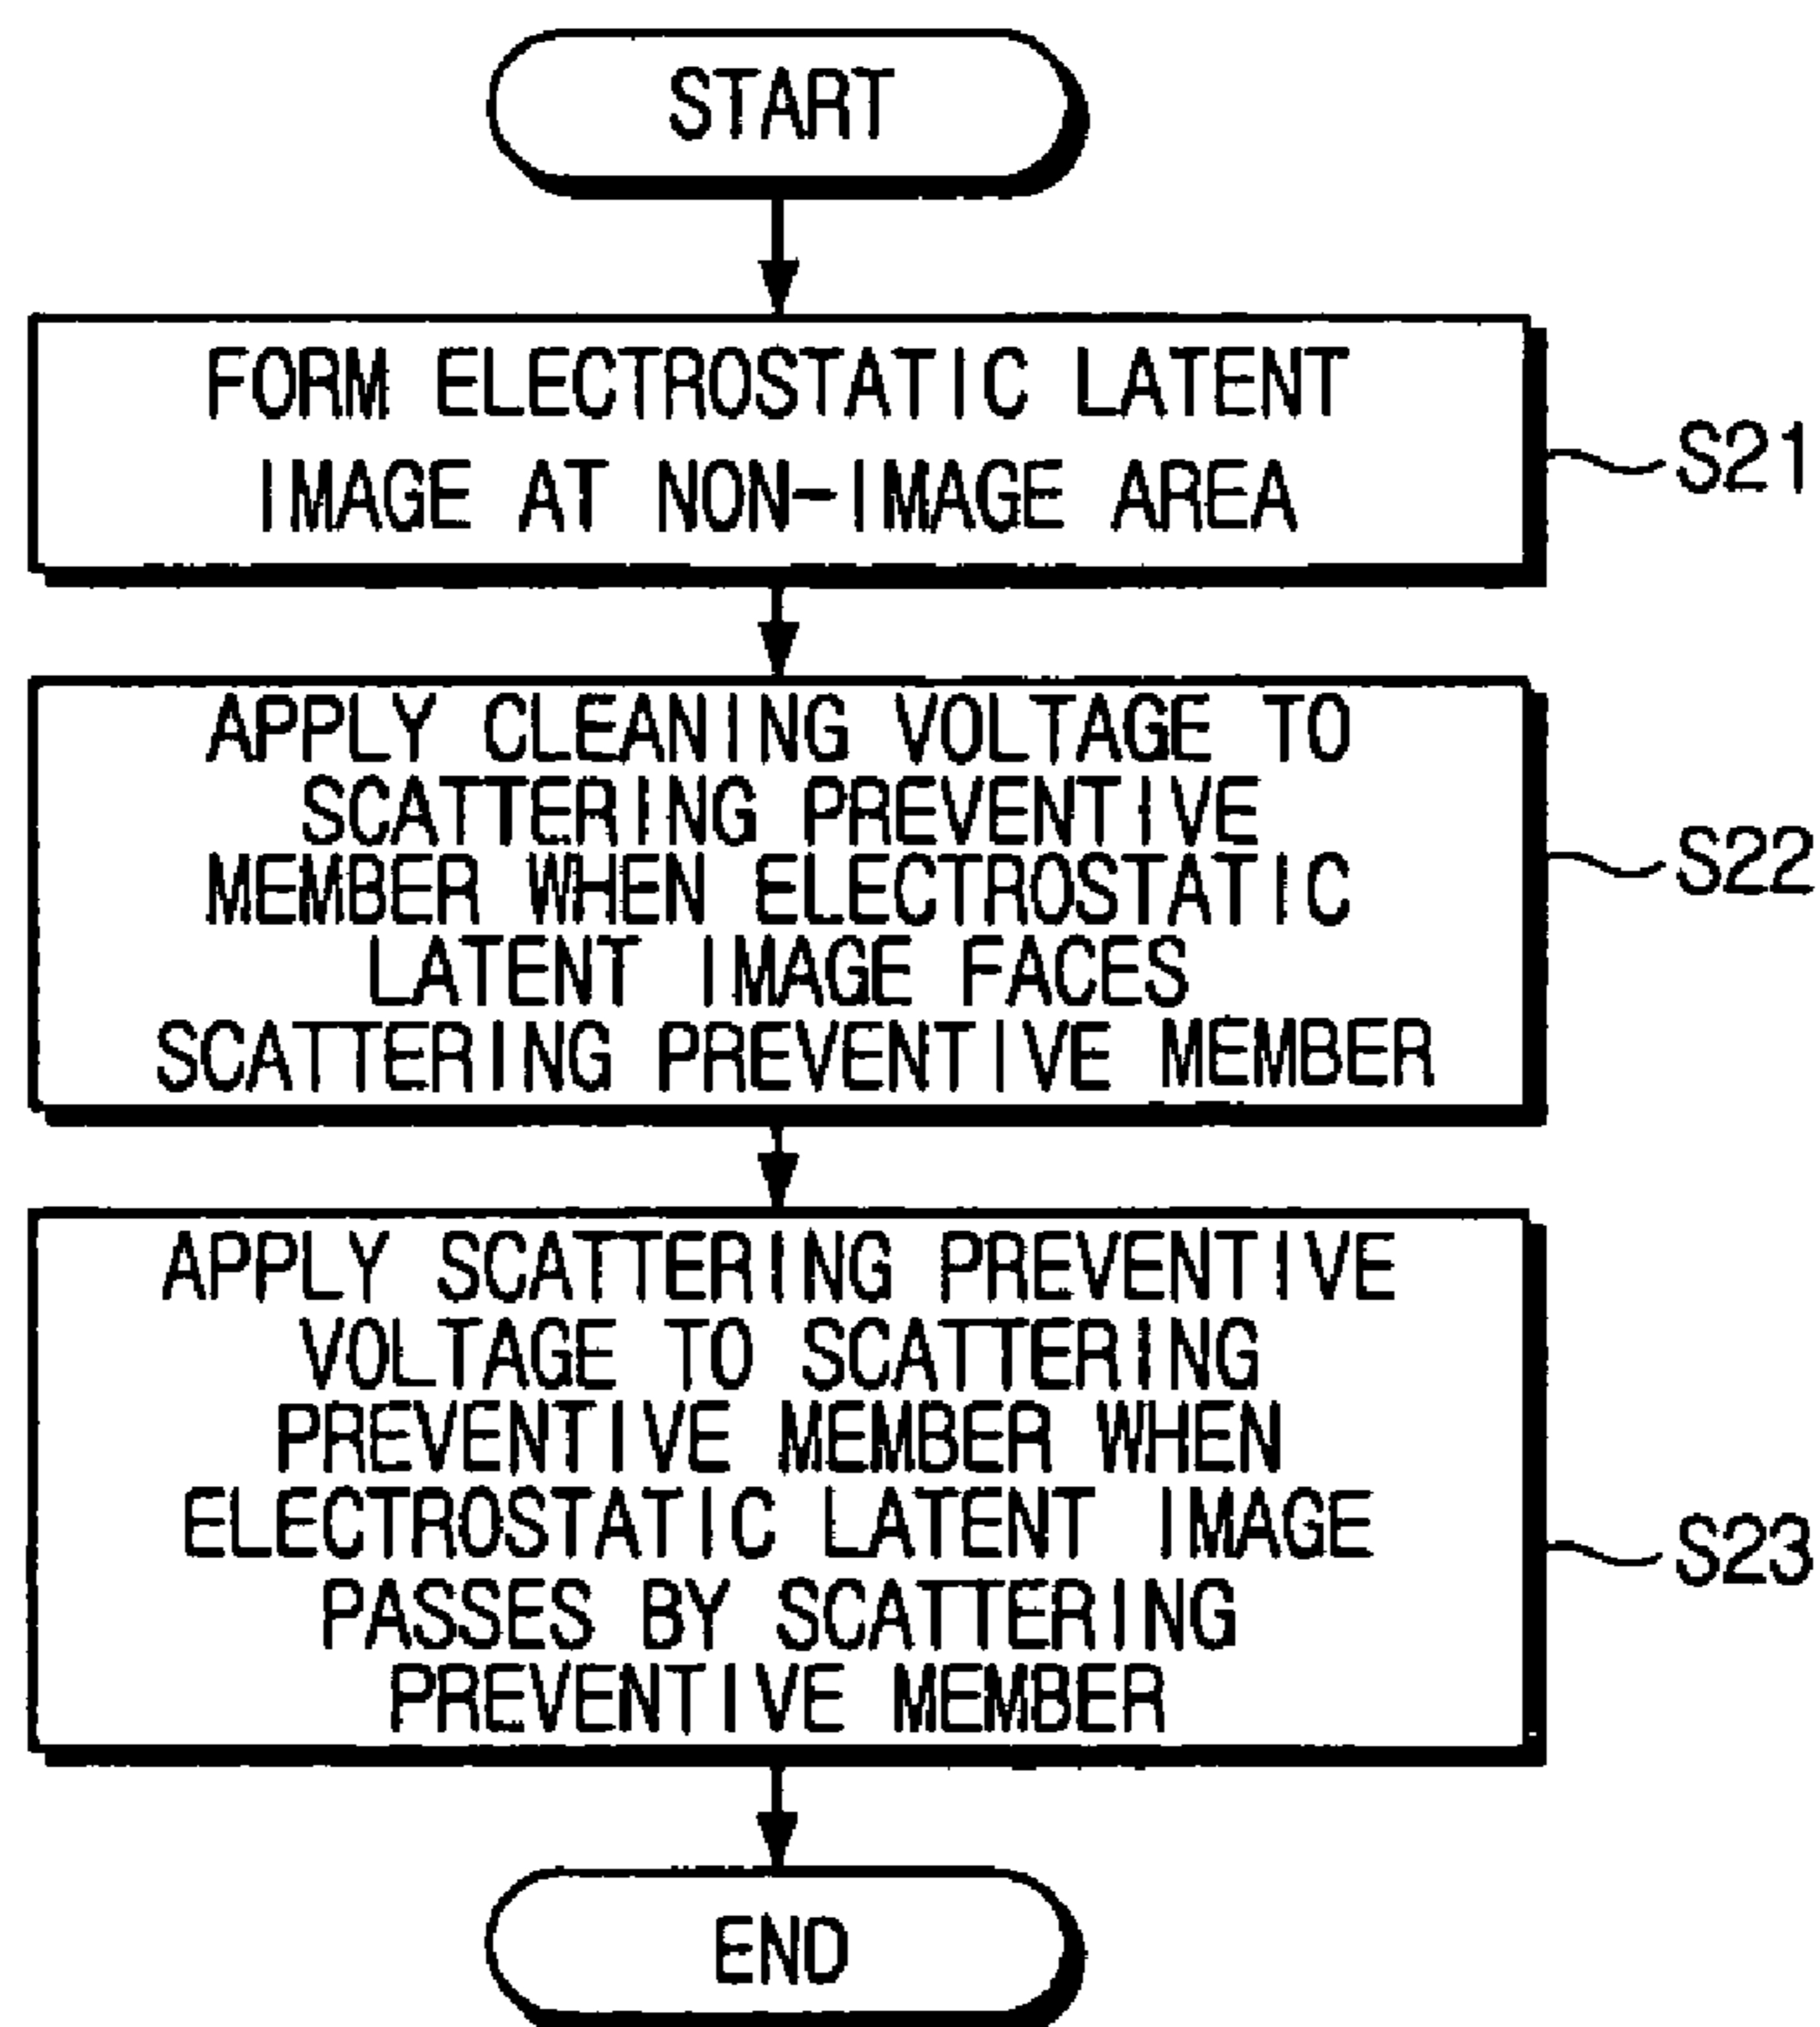 START
FORM ELECTROSTATIC LATENT
IMAGE AT NON-IMAGE AREA
S21
APPLY CLEANING VOLTAGE TO
SCATTERING PREVENTIVE
MEMBER WHEN ELECTROSTATIC
LATENT IMAGE FACES
SCATTERING PREVENTIVE MEMBER
S22
APPLY SCATTERING PREVENTIVE
VOLTAGE TO SCATTERING
PREVENTIVE MEMBER WHEN
ELECTROSTATIC LATENT IMAGE
PASSES BY SCATTERING
PREVENTIVE MEMBER
S23
END